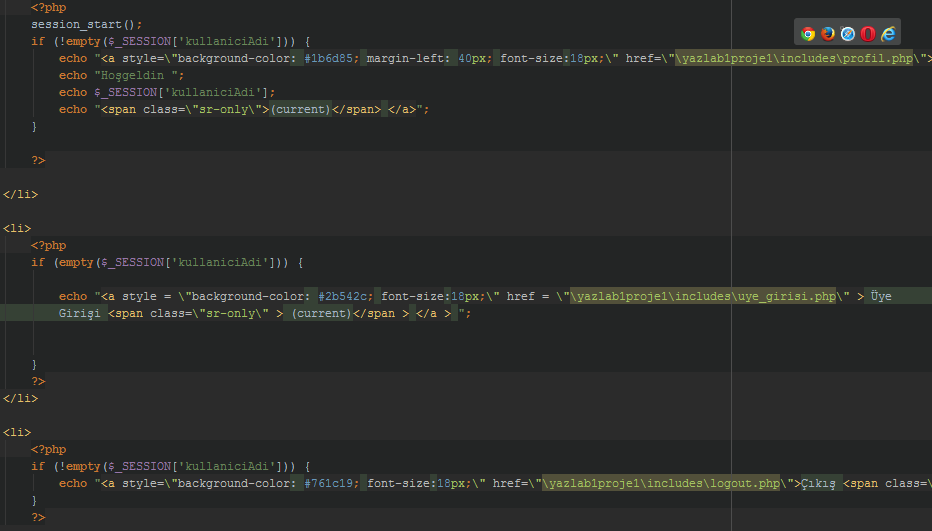 <?php
session_start();
if (!empty($_SESSION['kullaniciAdi'])) {
echo "<a style=\"background-color: #1b6d85; margin-left: 40px; font-size:18px;\" href=\"\yazlab1proje1\includes\profil.php\">
echo "Hoşgeldin ";
echo $_SESSION['kullaniciAdi'];
echo "<span class=\"sr-only\">(current)</span> </a>";
}
?>
</li>
<li>
<?php
if (empty($_SESSION['kullaniciAdi'])) {
echo "<a style = \"background-color: #2b542c; font-size:18px;\" href = \"\yazlab1proje1\includes\uye_girisi.php\" > Üye
Girişi <span class=\"sr-only\" > (current)</span > </a > ";
}
?>
</li>
<li>
<?php
if (!empty($_SESSION['kullaniciAdi'])) {
echo "<a style=\"background-color: #761c19; font-size:18px;\" href=\"\yazlab1proje1\includes\logout.php\">Çıkış <span class=\
}
?>